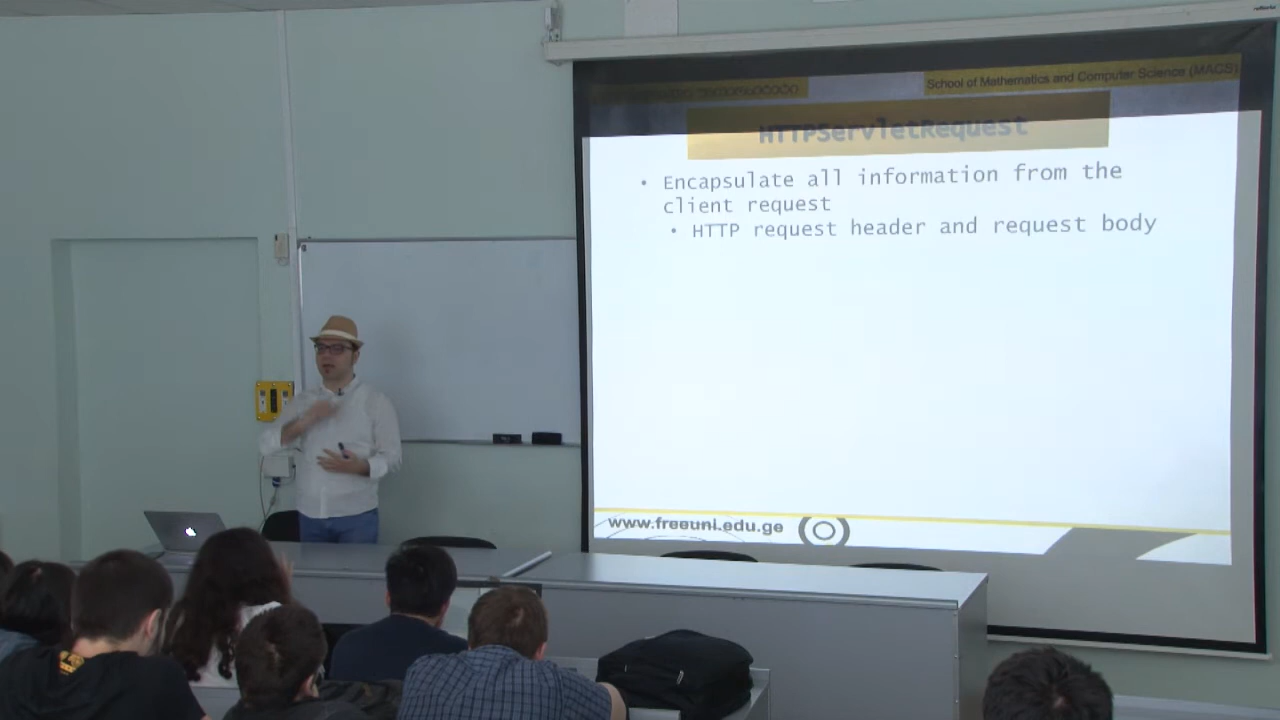 School of Mathematics and Computer Science (MACS)
HTTPServletRequest
• Encapsulate all information from the
client request
• HTTP request header and request body
www.freeuni.edu.ge